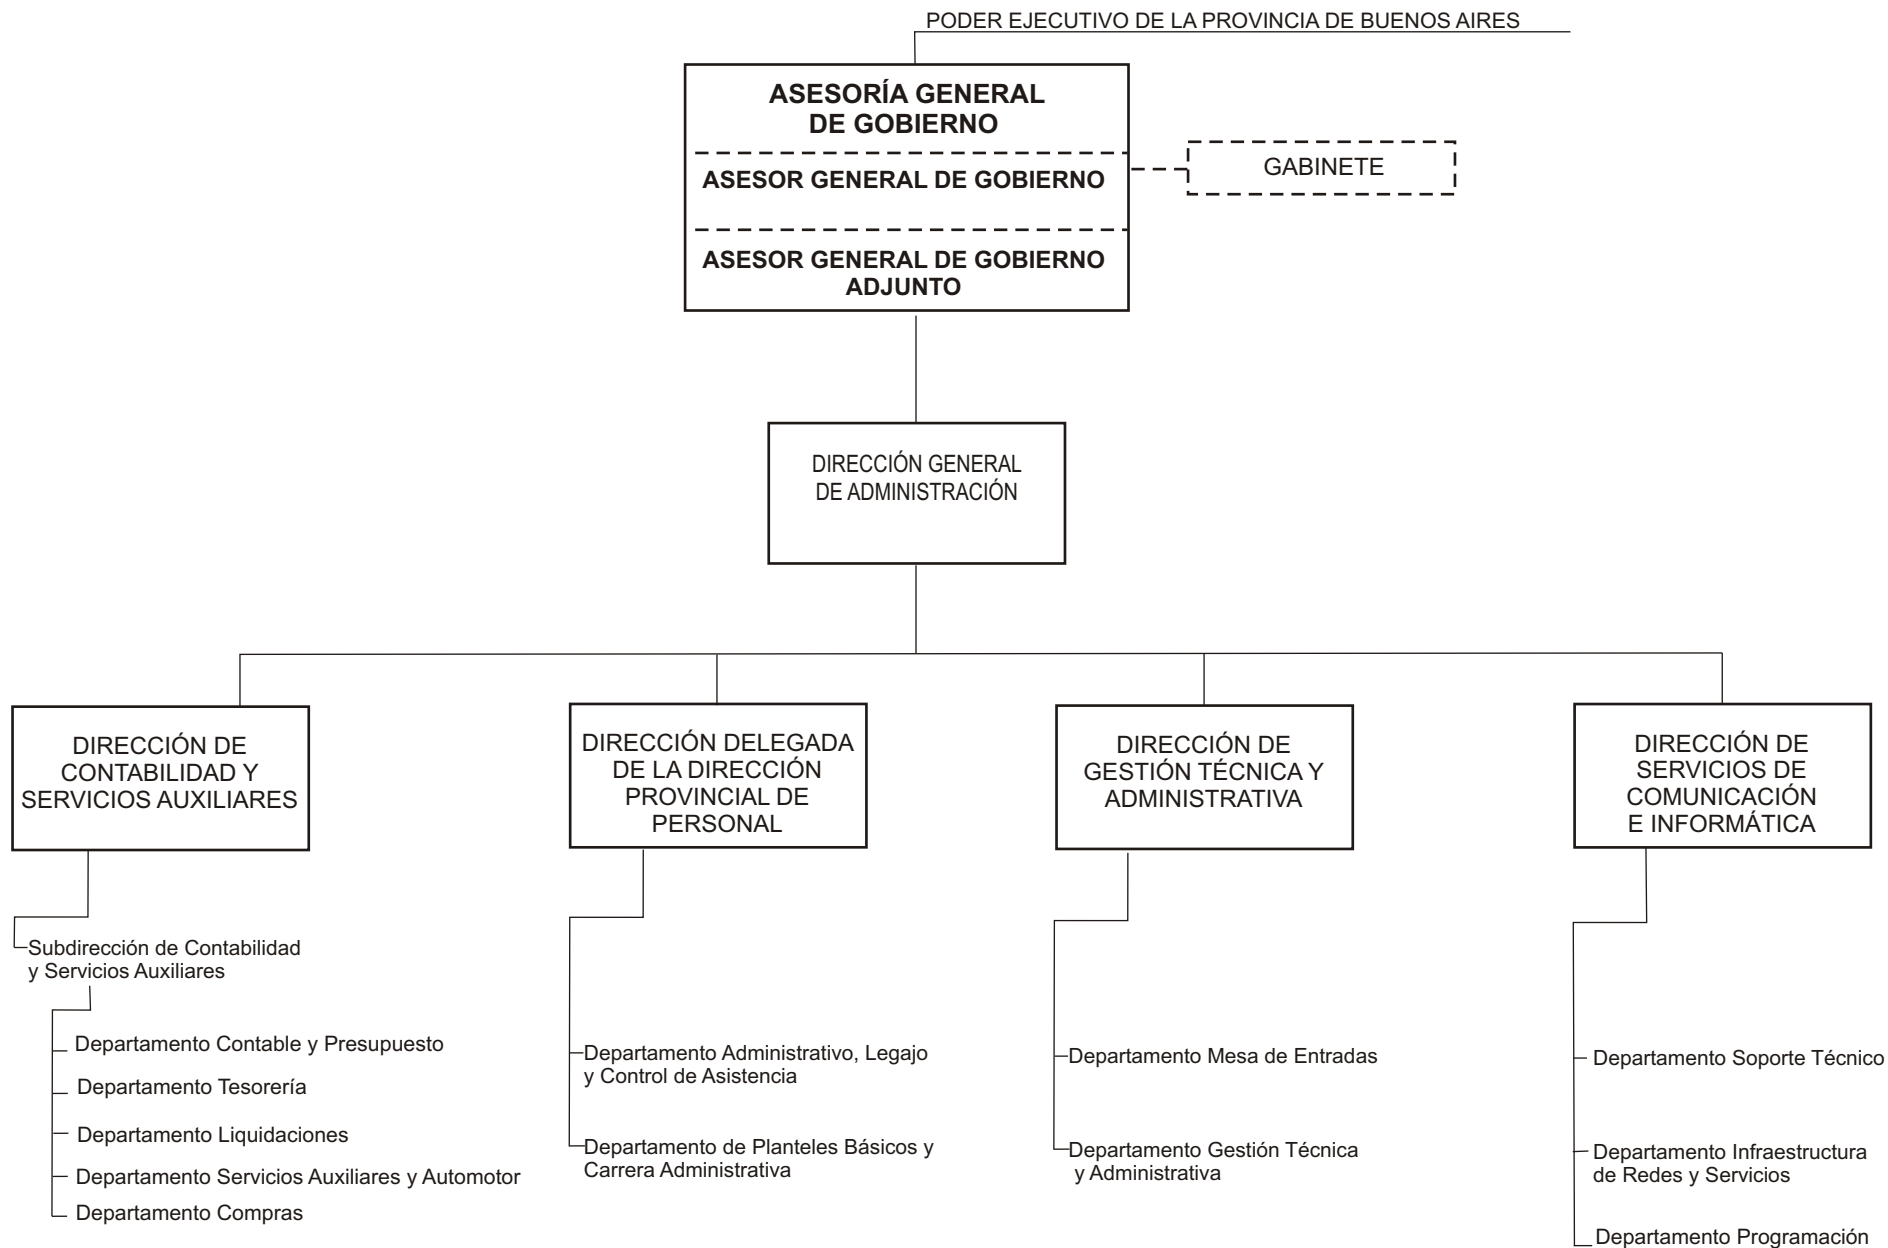 PODER EJECUTIVO DE LA PROVINCIA DE BUENOS AIRES
ASESORÍA GENERAL
DE GOBIERNO
ASESOR GENERAL DE GOBIERNO
GABINETE
ASESOR GENERAL DE GOBIERNO
ADJUNTO
DIRECCIÓN GENERAL
DE ADMINISTRACIÓN
DIRECCIÓN DE
CONTABILIDAD Y
SERVICIOS AUXILIARES
DIRECCIÓN DELEGADA
DE LA DIRECCIÓN
PROVINCIAL DE
PERSONAL
DIRECCIÓN DE
GESTIÓN TÉCNICA Y
ADMINISTRATIVA
DIRECCIÓN DE
SERVICIOS DE
COMUNICACIÓN
E INFORMÁTICA
Subdirección de Contabilidad
y Servicios Auxiliares
Departamento Contable y Presupuesto
Departamento Tesorería
Departamento Liquidaciones
Departamento Servicios Auxiliares y Automotor
Departamento Compras
Departamento Administrativo, Legajo
y Control de Asistencia
Departamento de Planteles Básicos y
Carrera Administrativa
Departamento Mesa de Entradas
Departamento Gestión Técnica
y Administrativa
Departamento Soporte Técnico
Departamento Infraestructura
de Redes y Servicios
Departamento Programación